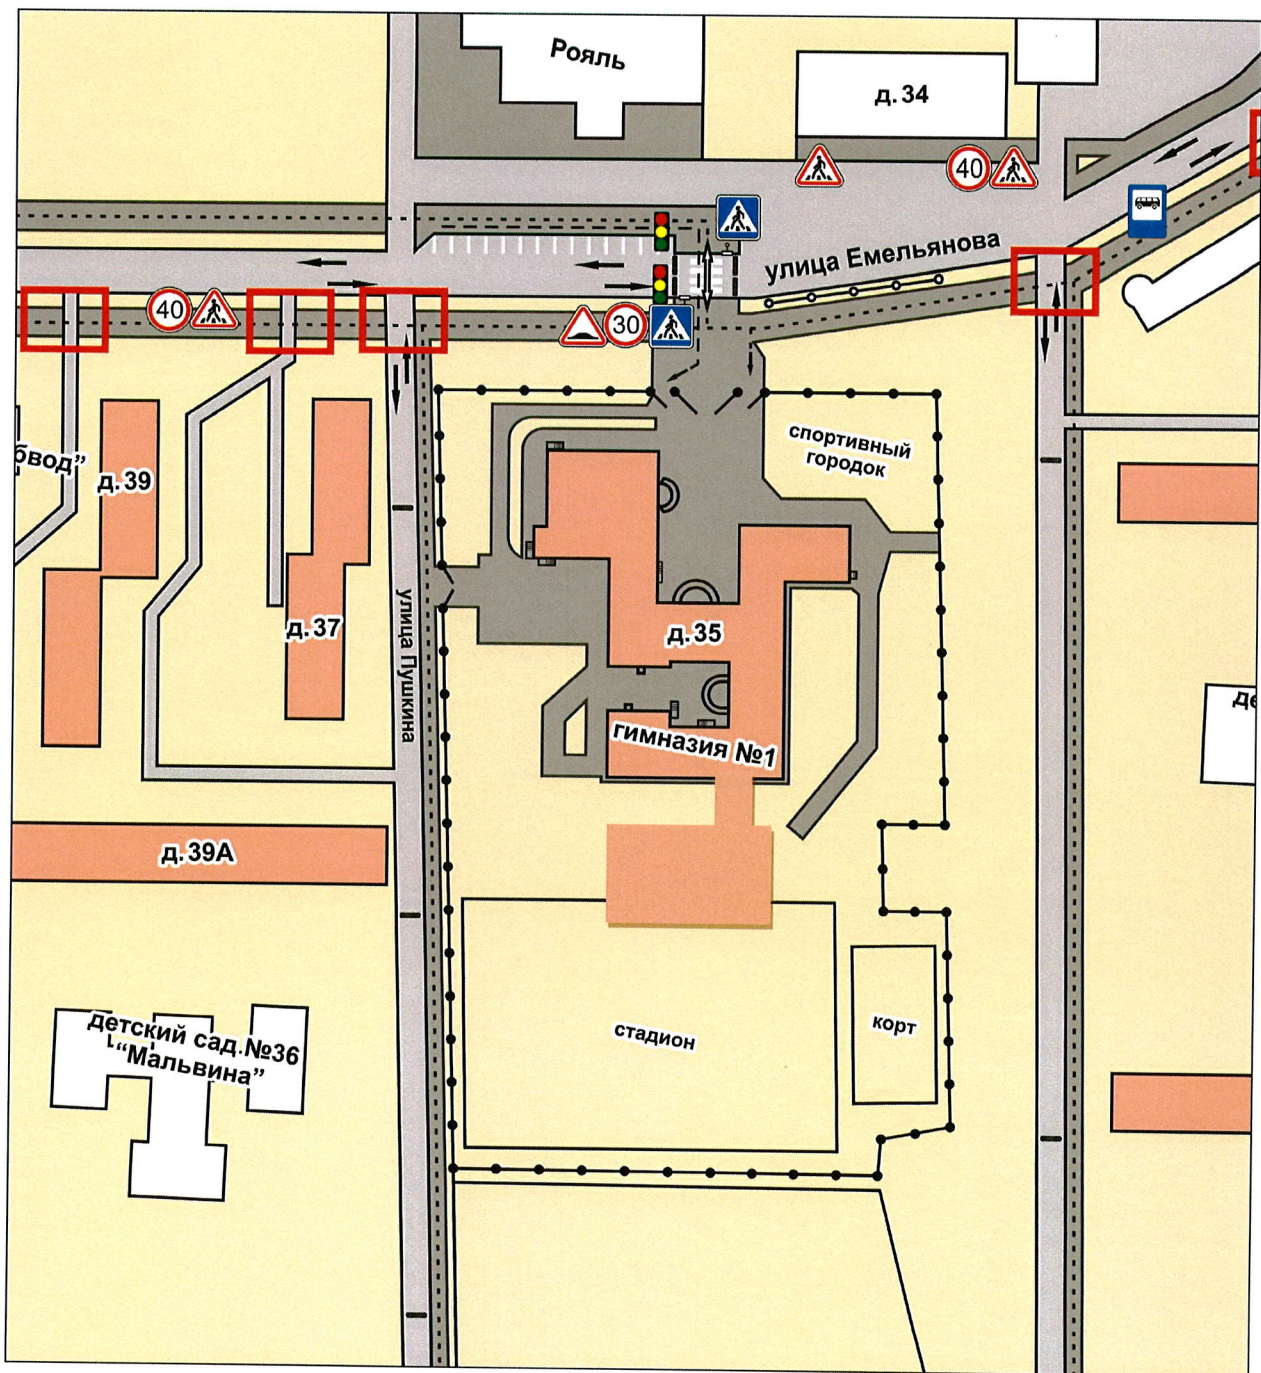 Рояль
д.34
40
улица Емельянова
40
30
спортивный
городок
бвод”
д.39
д.37
улица Пушкина
д.35
гимназия №1
де
д.39А
детский сад.№36
“Мальвина”
стадион
корт